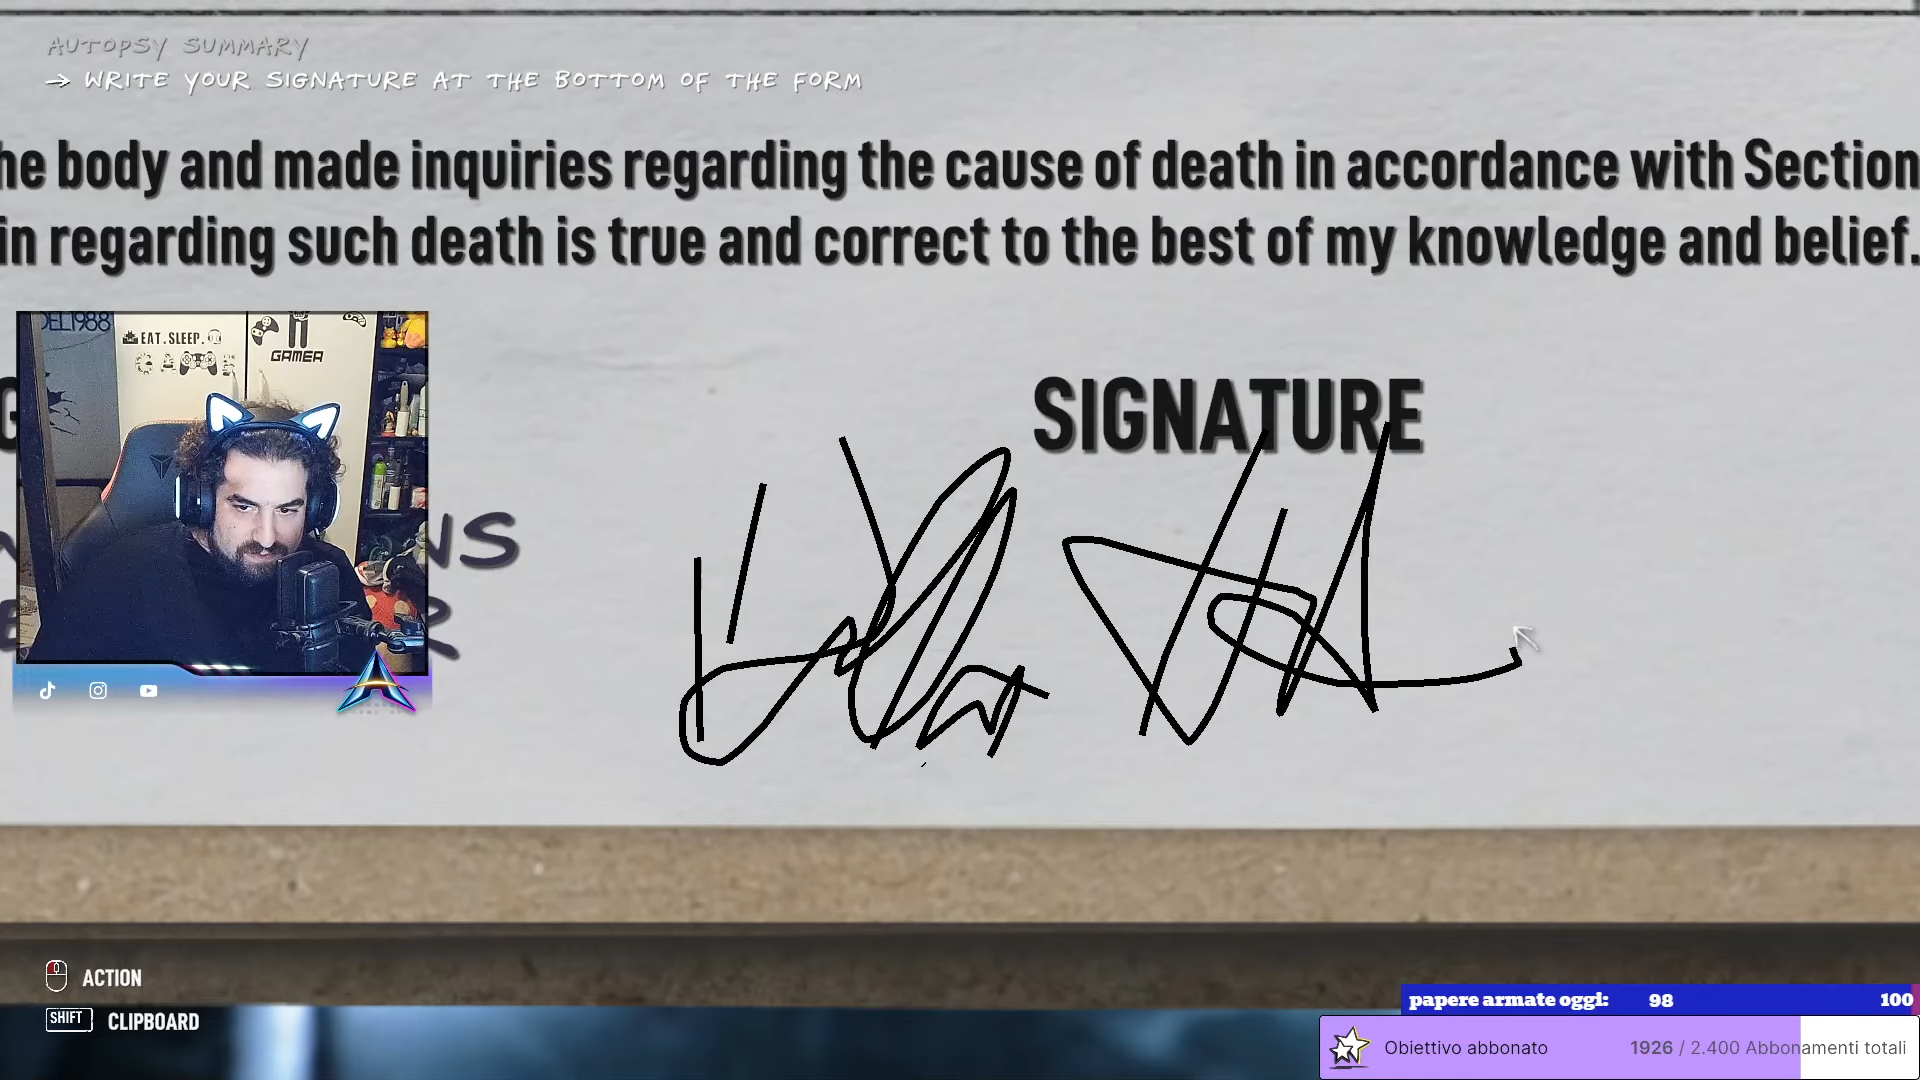 AUTOPSY SUMMARY
→ WRITE YOUR SIGNATURE AT THE BOTTOM OF THE FORM
he body and made inquiries regarding the cause of death in accordance with Section
in regarding such death is true and correct to the best of my knowledge and belief.
DEL1988
EAT.SLEEP.
GAMER
SIGNATURE
NS
R
ACTION
SHIFT CLIPBOARD
papere armate oggi: 98 100
Obiettivo abbonato 1926 / 2.400 Abbonamenti totali